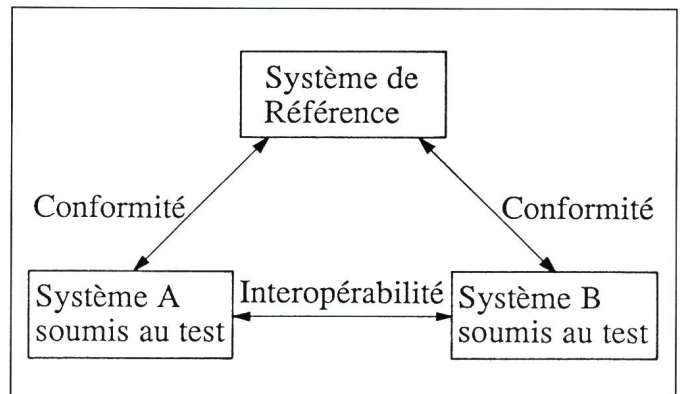 Système de
Référence
Conformité
Conformité
Système A
soumis au test
Interopérabilité
Système B
soumis au test